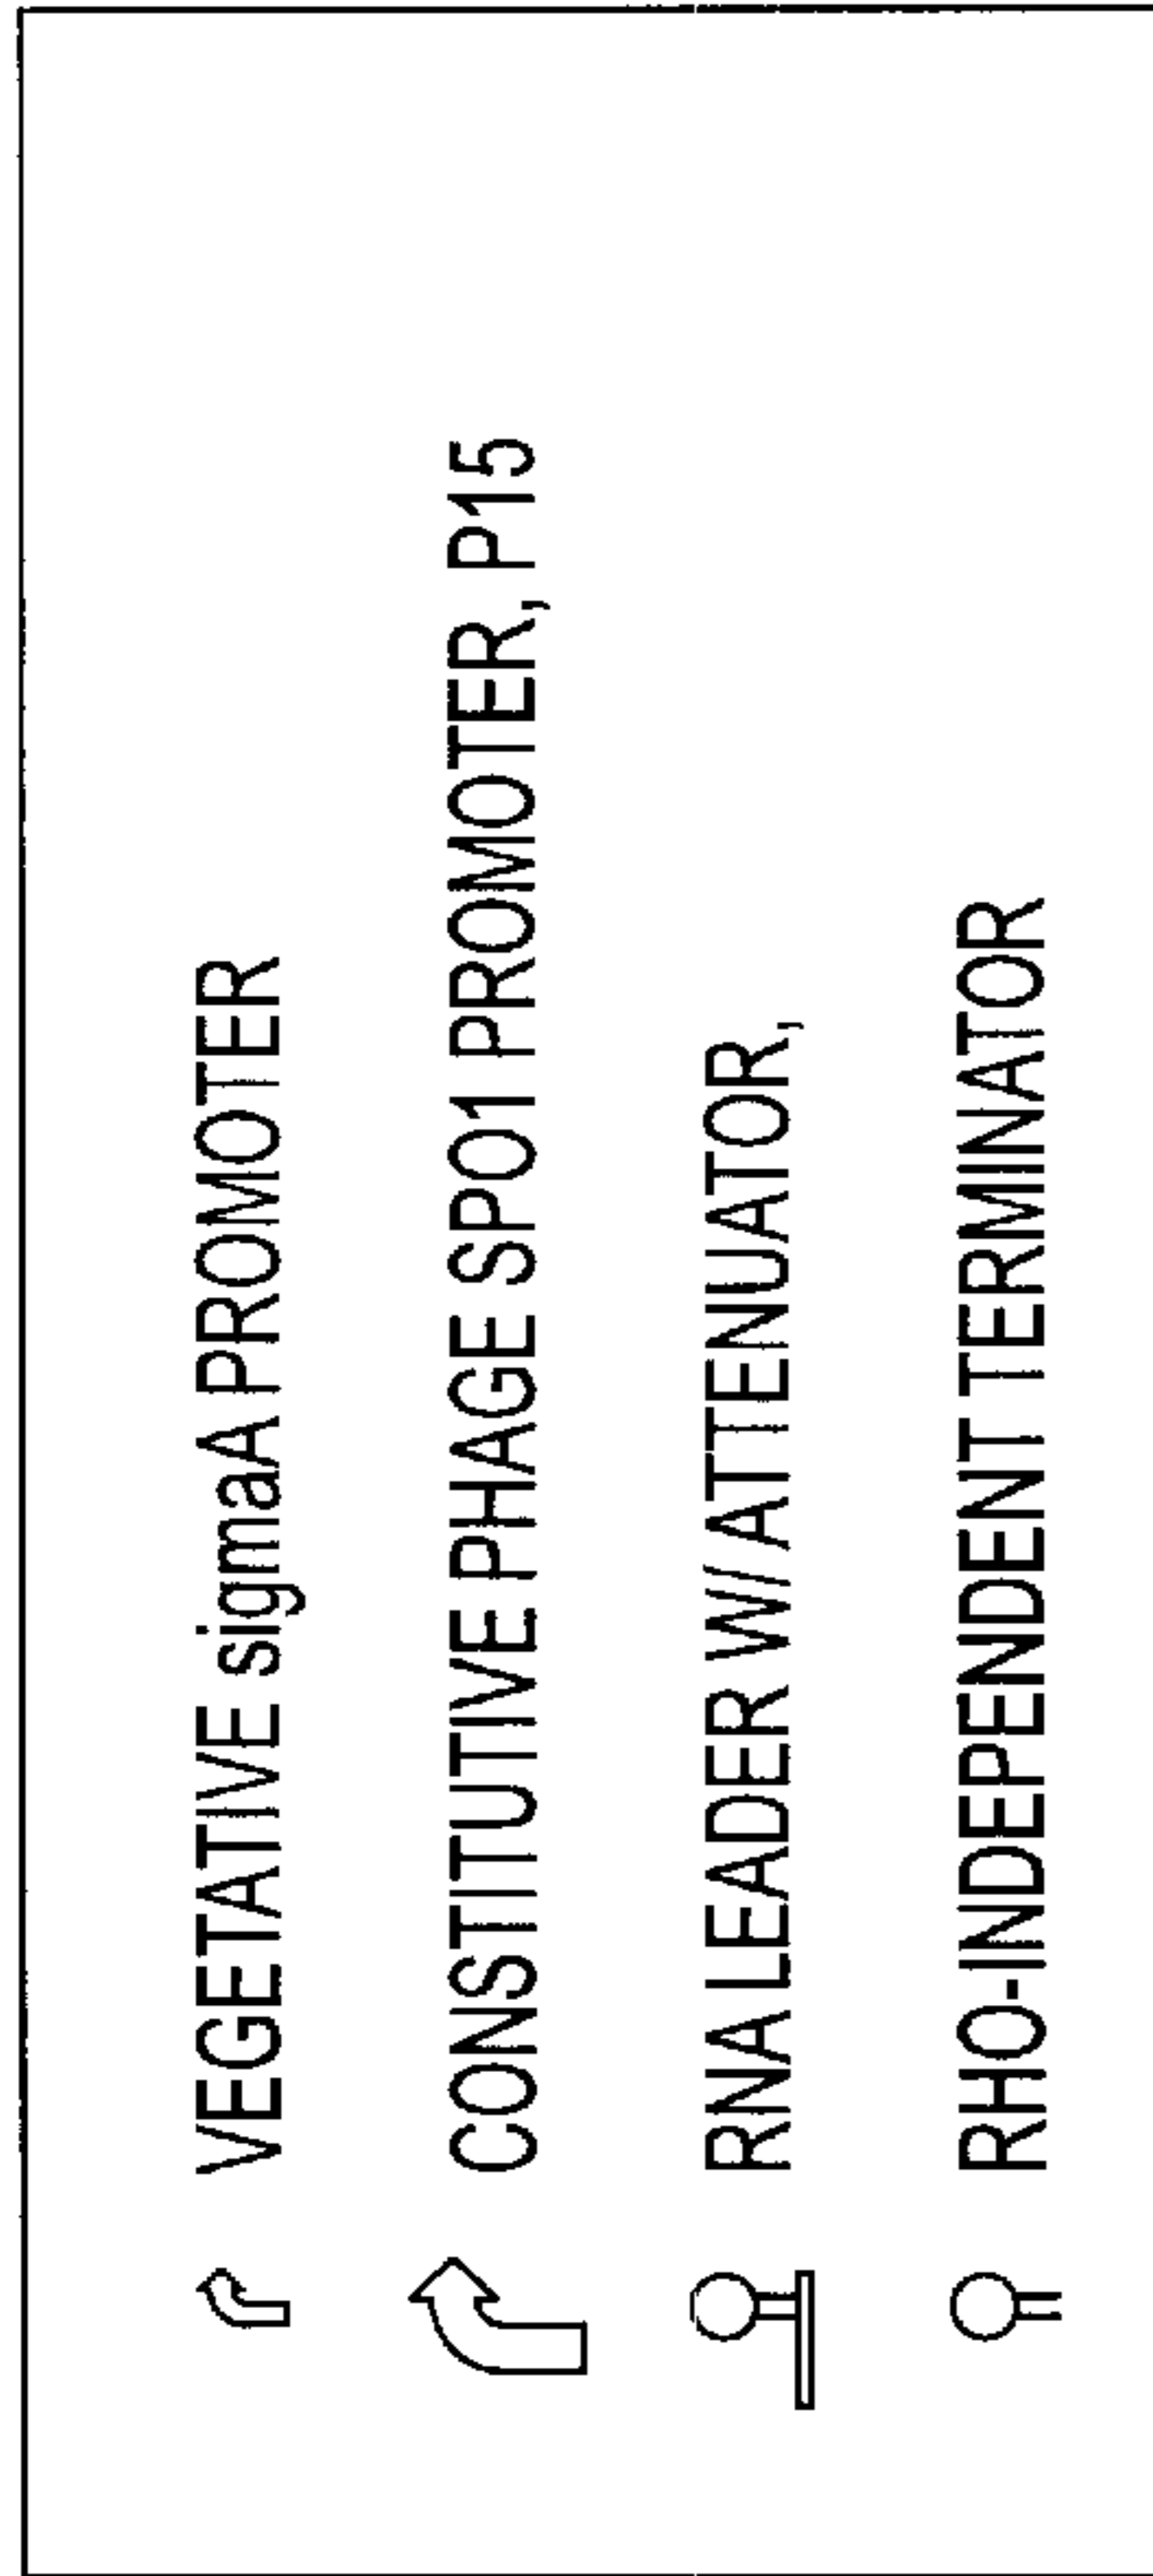 VEGETATIVE sigmaA PROMOTER
CONSTITUTIVE PHAGE SPO1 PROMOTER, P15
RNA LEADER W/ ATTENUATOR,
RHO-INDEPENDENT TERMINATOR